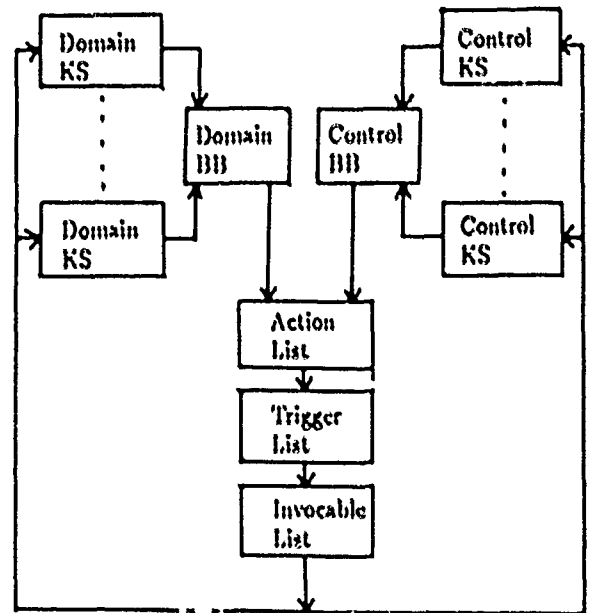 Domain
KS
Control
KS
Domain
BB
Control
BB
Domain
KS
Control
KS
Action
List
Trigger
List
Invocable
List